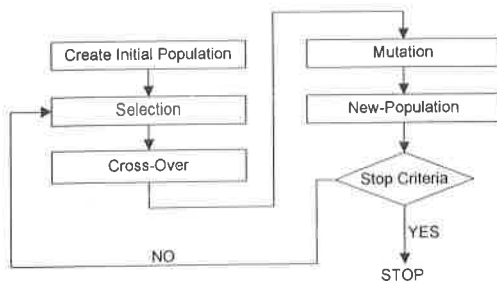 Create Initial Population
Selection
Cross-Over
Mutation
New-Population
Stop Criteria
YES
NO
STOP